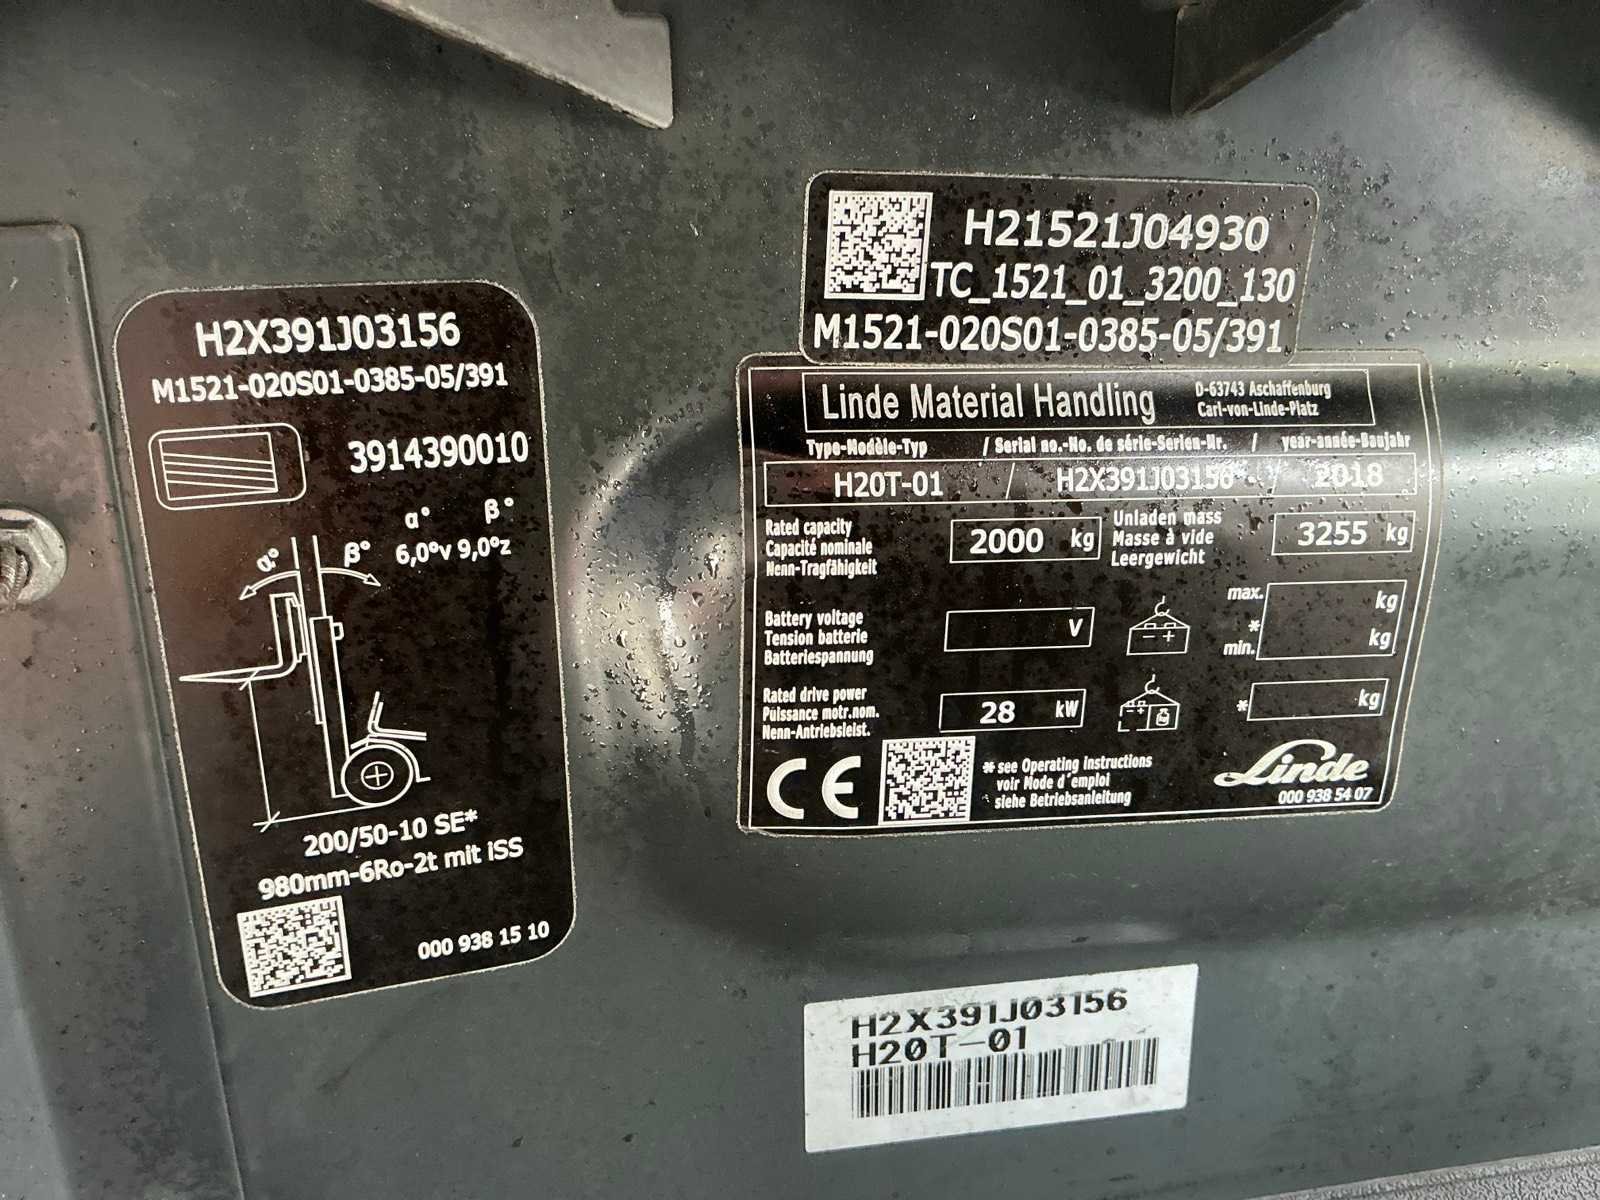 H2X391J03156
M1521-020S01-0385-05/391
3914390010
α° β°
6,0°v 9,0°z
α° β°
200/50-10 SE*
980mm-6Ro-2t mit iSS
000 938 15 10
H21521J04930
TC_1521_01_3200_130
M1521-020S01-0385-05/391
Linde Material Handling
D-63743 Aschaffenburg
Carl-von-Linde-Platz
Type-Modèle-Typ / Serial no.-No. de série-Serien-Nr. / year-année-Baujahr
H20T-01 / H2X391J03156 / 2018
Rated capacity
Capacité nominale
Nenn-Tragfähigkeit
2000 kg
Unladen mass
Masse à vide
Leergewicht
3255 kg
Battery voltage
Tension batterie
Batteriespannung
V
- +
max. kg
*
min. kg
Rated drive power
Puissance motr.nom.
Nenn-Antriebsleist.
28 kW
- +
* kg
CE
* see Operating instructions
voir Mode d'emploi
siehe Betriebsanleitung
Linde
000 938 54 07
H2X391J03156
H20T-01